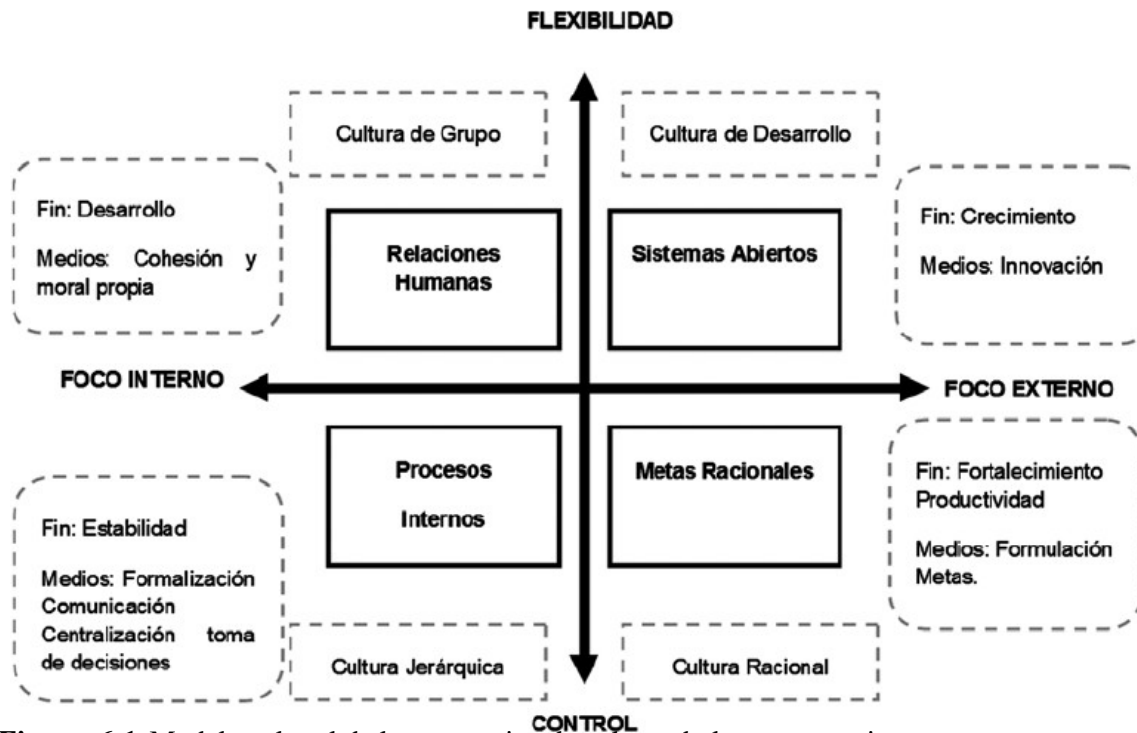 FLEXIBILIDAD
Cultura de Grupo
Cultura de Desarrollo
Fin: Desarrollo
Medios: Cohesión y
moral propia
Relaciones
Humanas
Sistemas Abiertos
Fin: Crecimiento
Medios: Innovación
FOCO INTERNO
FOCO EXTERNO
Fin: Estabilidad
Medios: Formalización
Comunicación
Centralización toma
de decisiones
Procesos
Internos
Metas Racionales
Fin: Fortalecimiento
Productividad
Medios: Formulación
Metas.
Cultura Jerárquica
Cultura Racional
CONTROL